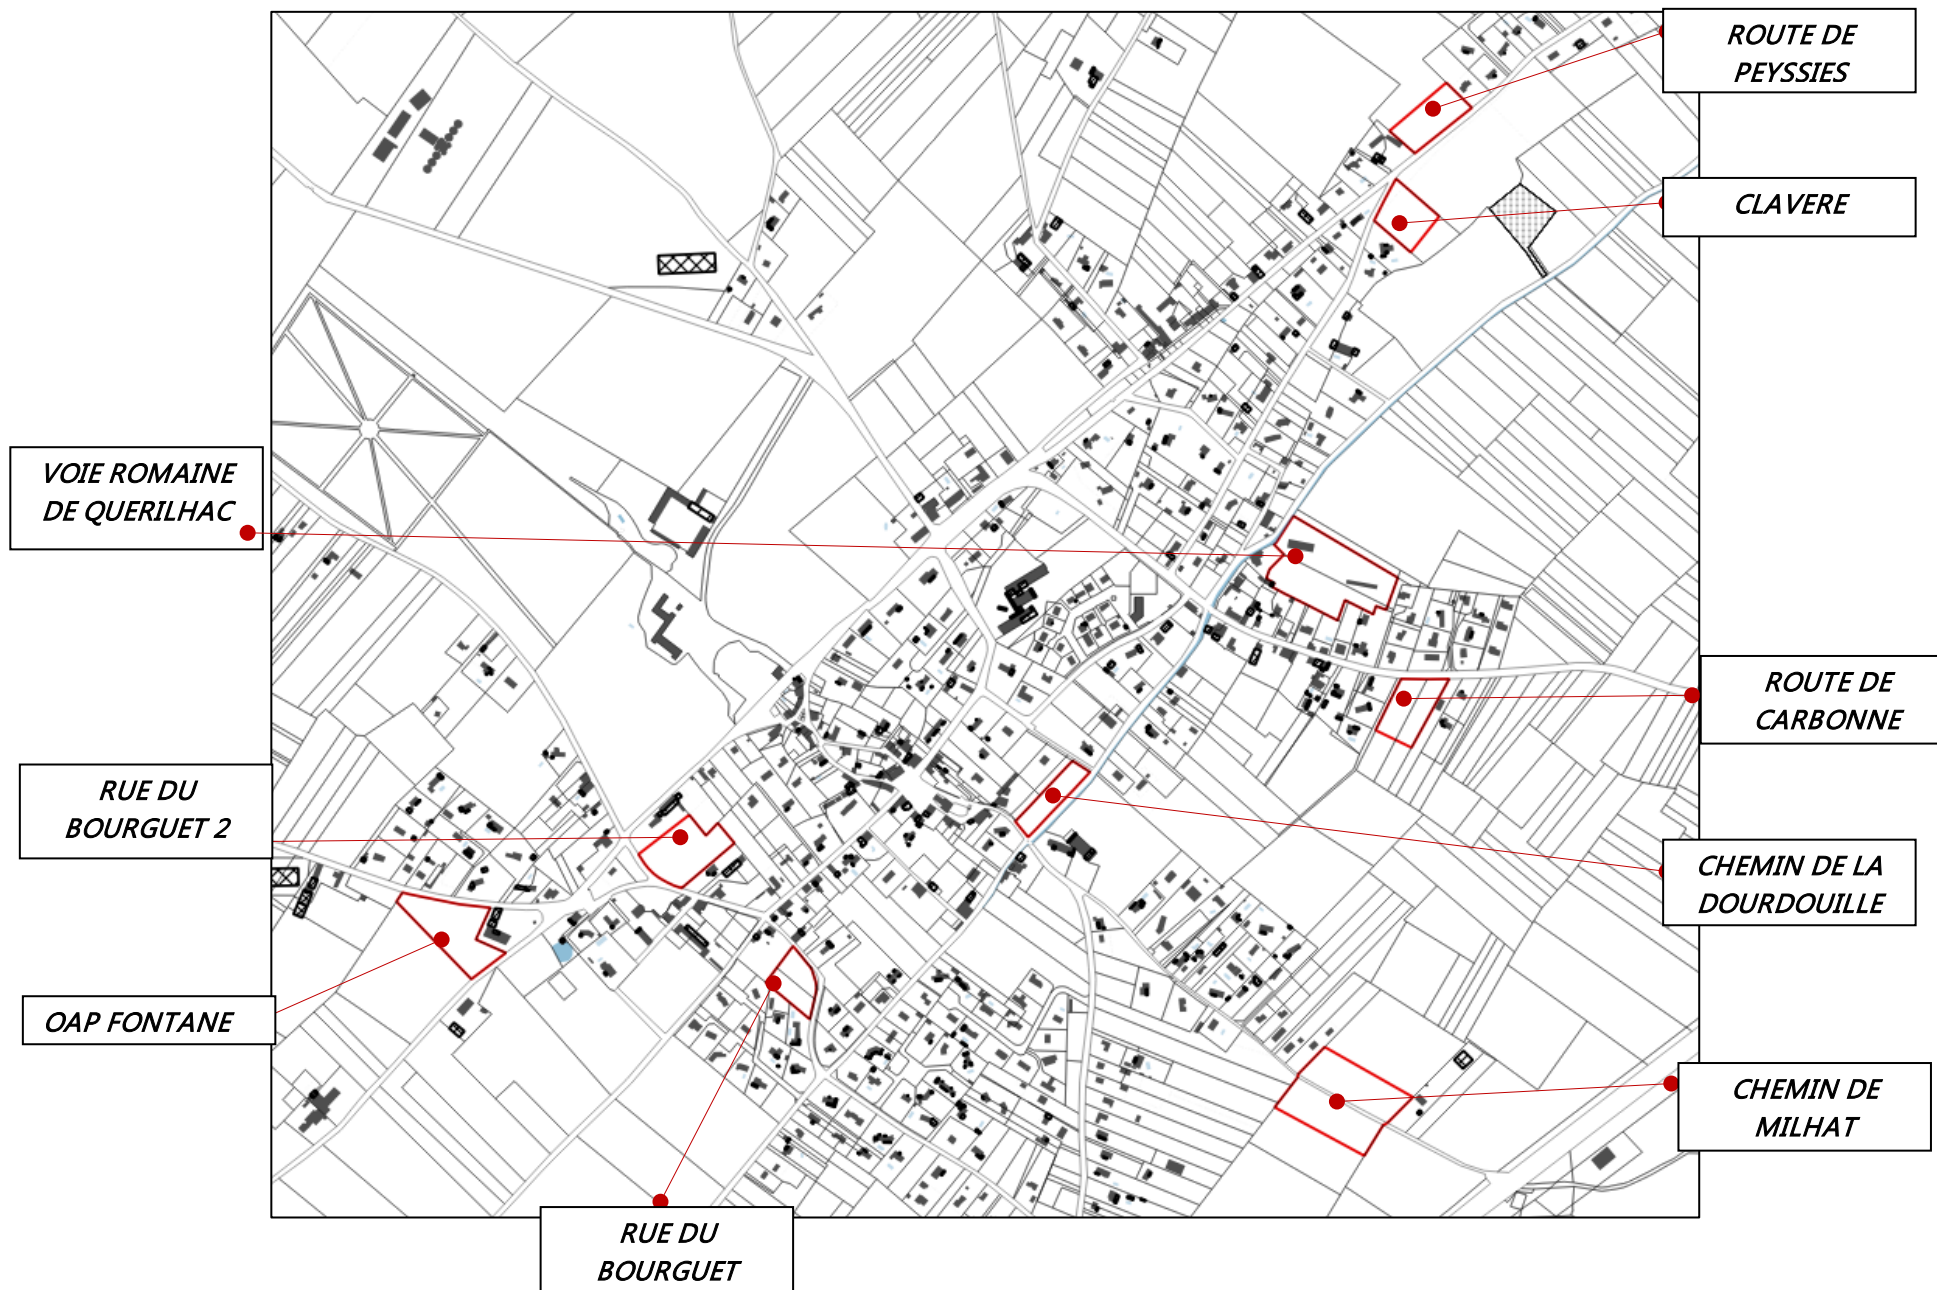 ROUTE DE
PEYSSIES
CLAVERE
VOIE ROMAINE
DE QUERILHAC
ROUTE DE
CARBONNE
RUE DU
BOURGUET 2
CHEMIN DE LA
DOURDOUILLE
OAP FONTANE
CHEMIN DE
MILHAT
RUE DU
BOURGUET